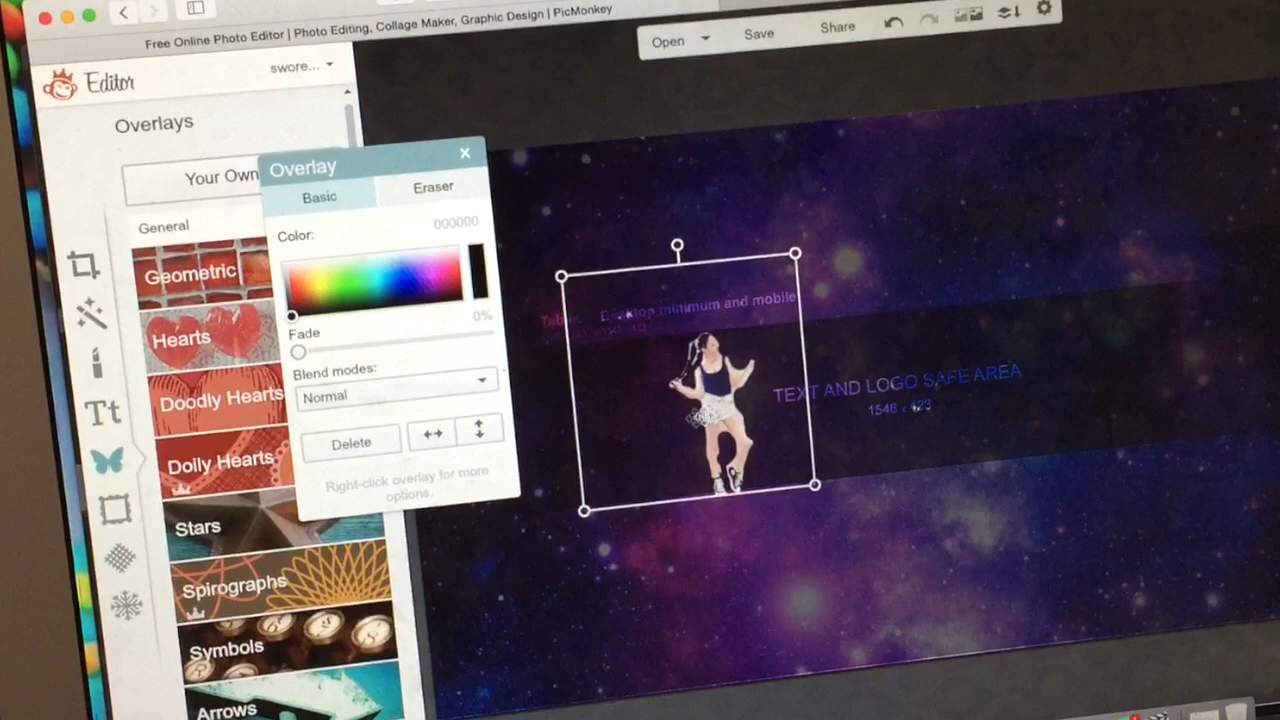 Free Online Photo Editor | Photo Editing, Collage Maker, Graphic Design | PicMonkey
Open
Save
Share
Editor
swore...
Overlays
Your Own
General
Geometric
Hearts
Doodly Hearts
Doily Hearts
Stars
Spirographs
Symbols
Arrows
Tt
Overlay
Basic
Eraser
Color:
000000
Fade
0%
Blend modes:
Normal
Delete
Right-click overlay for more
options.
Desktop minimum and mobile
TEXT AND LOGO SAFE AREA
1546 x 423